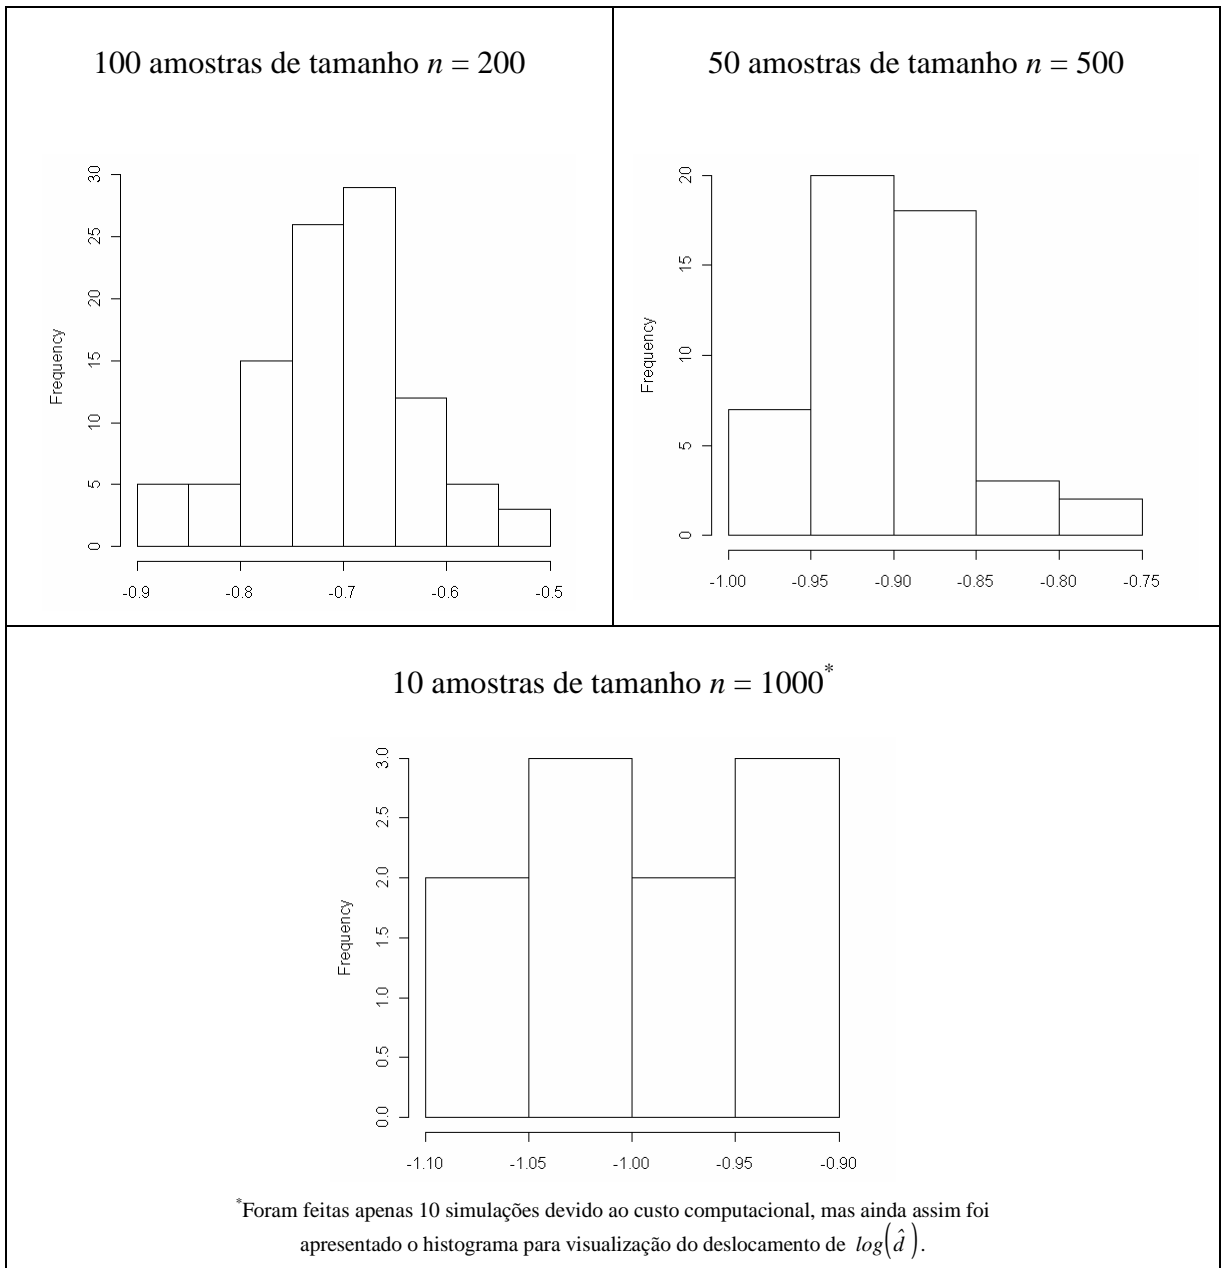 100 amostras de tamanho n = 200
30
25
20
15
10
5
0
Frequency
-0.9 -0.8 -0.7 -0.6 -0.5
50 amostras de tamanho n = 500
20
15
10
5
0
Frequency
-1.00 -0.95 -0.90 -0.85 -0.80 -0.75
10 amostras de tamanho n = 1000*
3.0
2.5
2.0
1.5
1.0
0.5
0.0
Frequency
-1.10 -1.05 -1.00 -0.95 -0.90
*Foram feitas apenas 10 simulações devido ao custo computacional, mas ainda assim foi
apresentado o histograma para visualização do deslocamento de log(d̂).